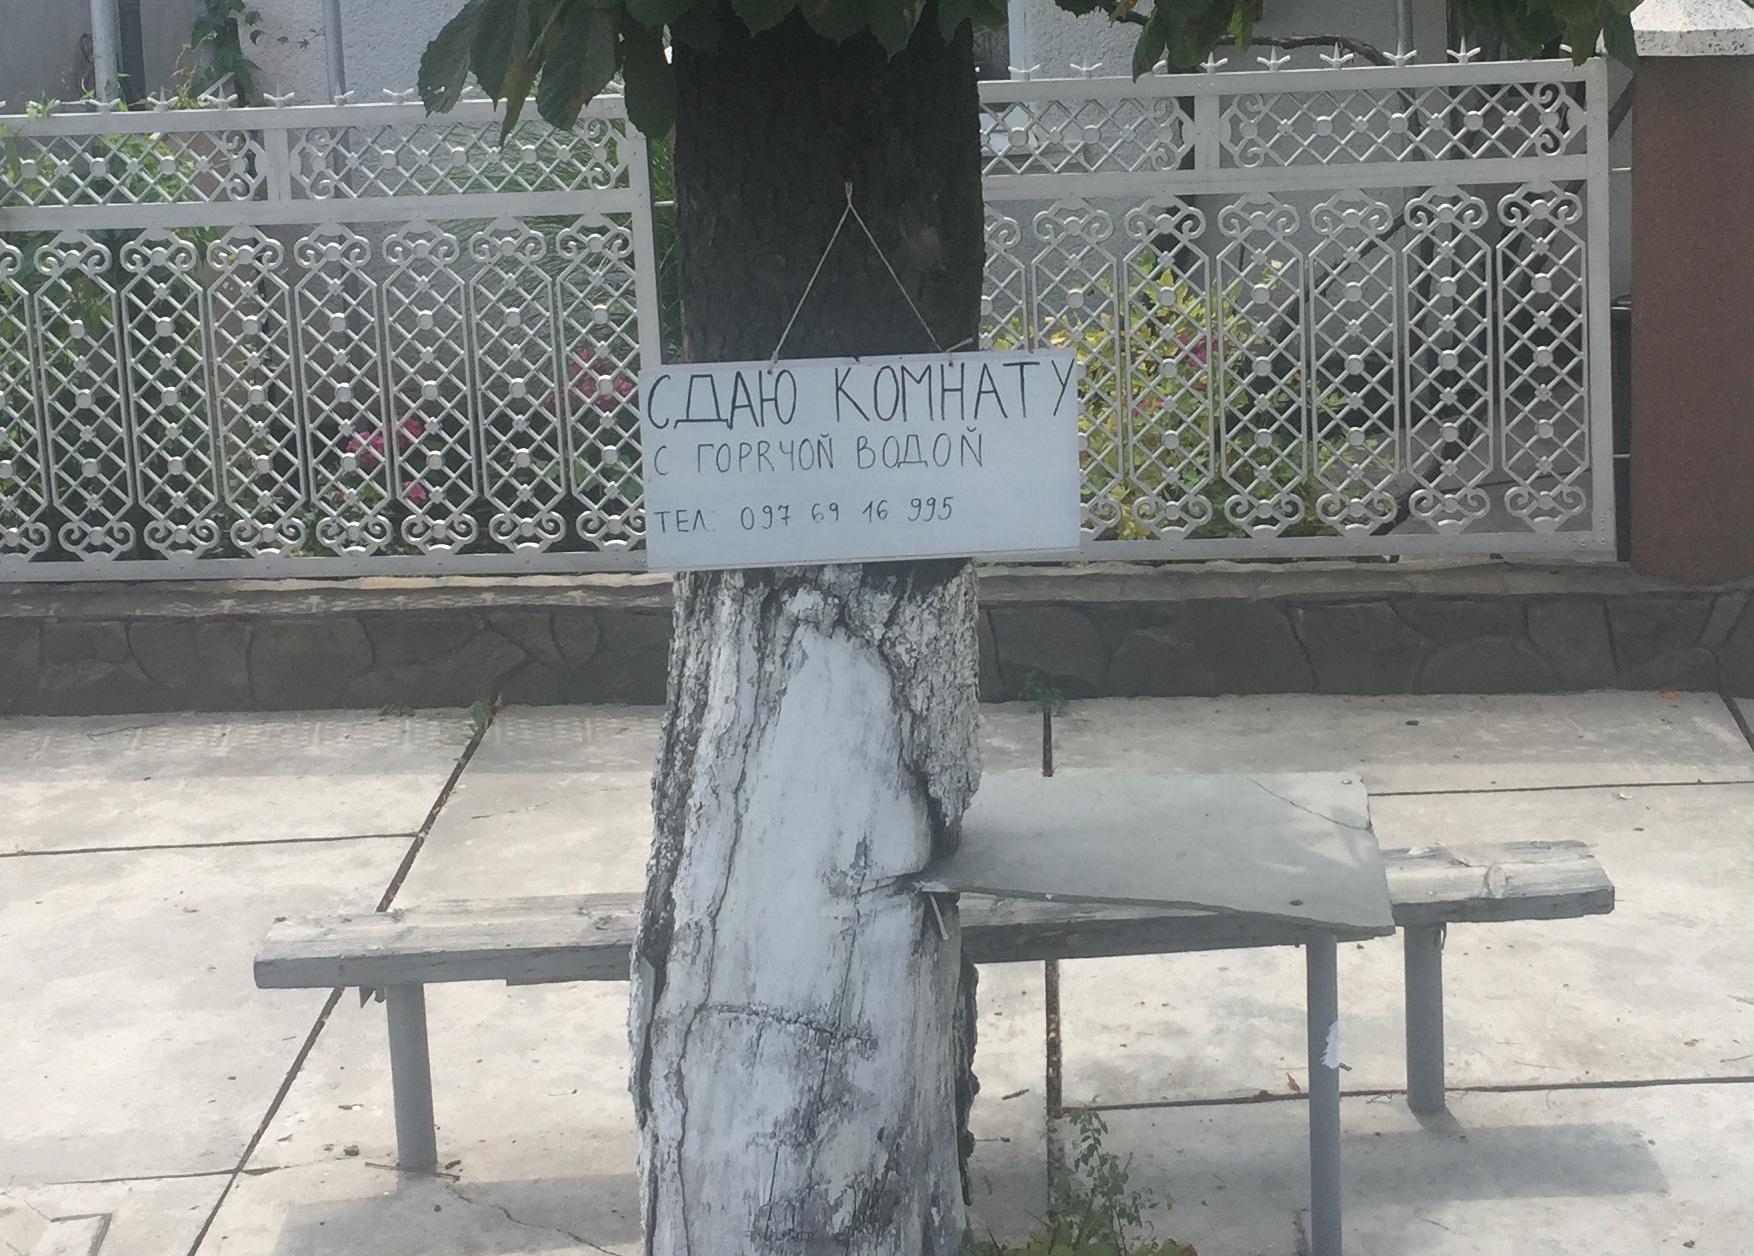 СДАЮ КОМНАТУ
С ГОРЯЧОЙ ВОДОЙ
ТЕЛ: 097 69 16 995